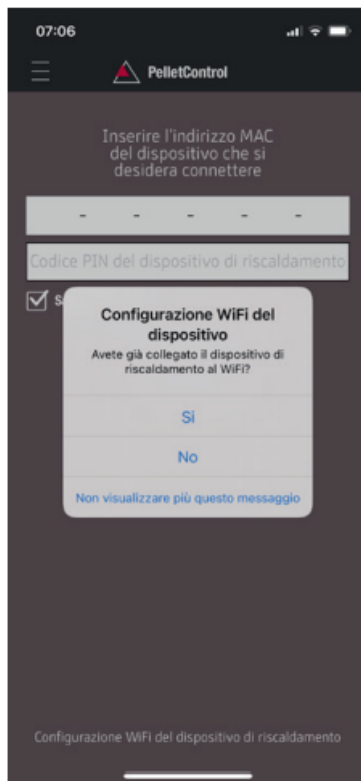 07:06
PelletControl
Inserire l'indirizzo MAC
del dispositivo che si
desidera connettere
- - - - -
Codice PIN del dispositivo di riscaldamento
S
Configurazione WiFi del
dispositivo
Avete già collegato il dispositivo di
riscaldamento al WiFi?
Si
No
Non visualizzare più questo messaggio
Configurazione WiFi del dispositivo di riscaldamento